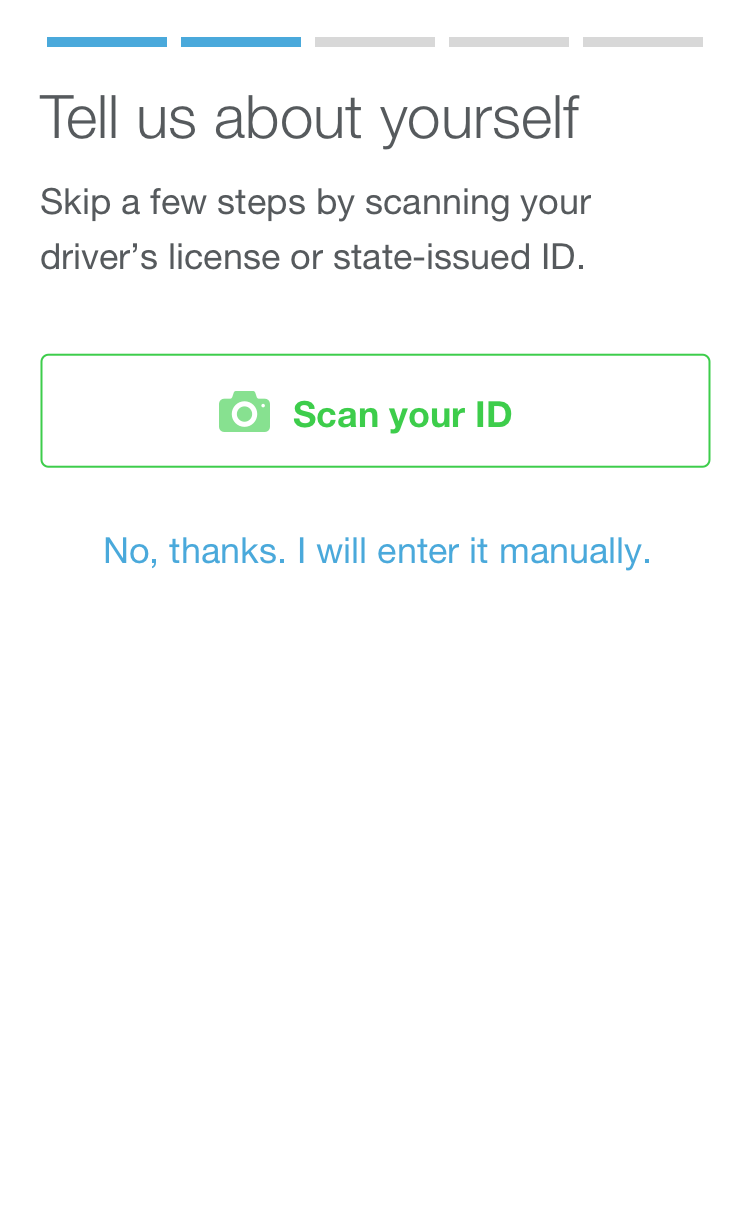 Tell us about yourself
Skip a few steps by scanning your
driver’s license or state-issued ID.
Scan your ID
No, thanks. I will enter it manually.